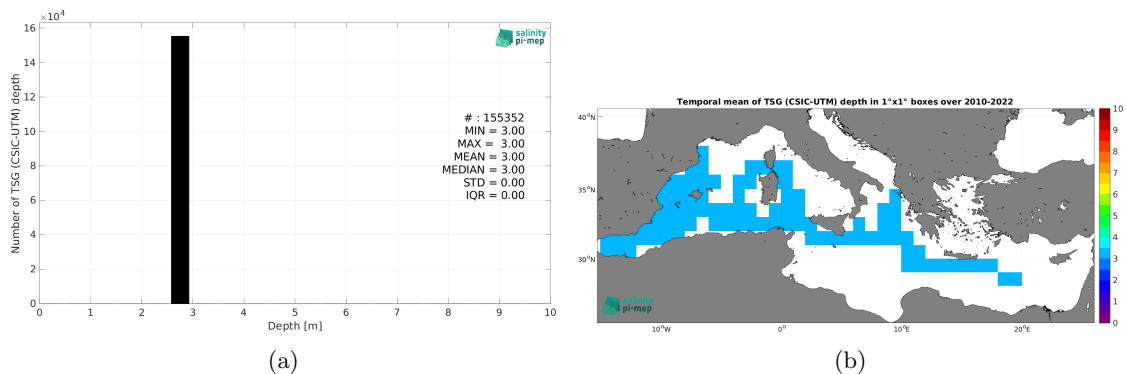 ×10⁴
16
14
12
10
8
6
4
2
0
Number of TSG (CSIC-UTM) depth
salinity
pi-mep
# : 155352
MIN = 3.00
MAX = 3.00
MEAN = 3.00
MEDIAN = 3.00
STD = 0.00
IQR = 0.00
0 1 2 3 4 5 6 7 8 9 10
Depth [m]
(a)
Temporal mean of TSG (CSIC-UTM) depth in 1°x1° boxes over 2010-2022
40°N
35°N
30°N
salinity
pi-mep
10°W 0° 10°E 20°E
10
9
8
7
6
5
4
3
2
1
0
(b)